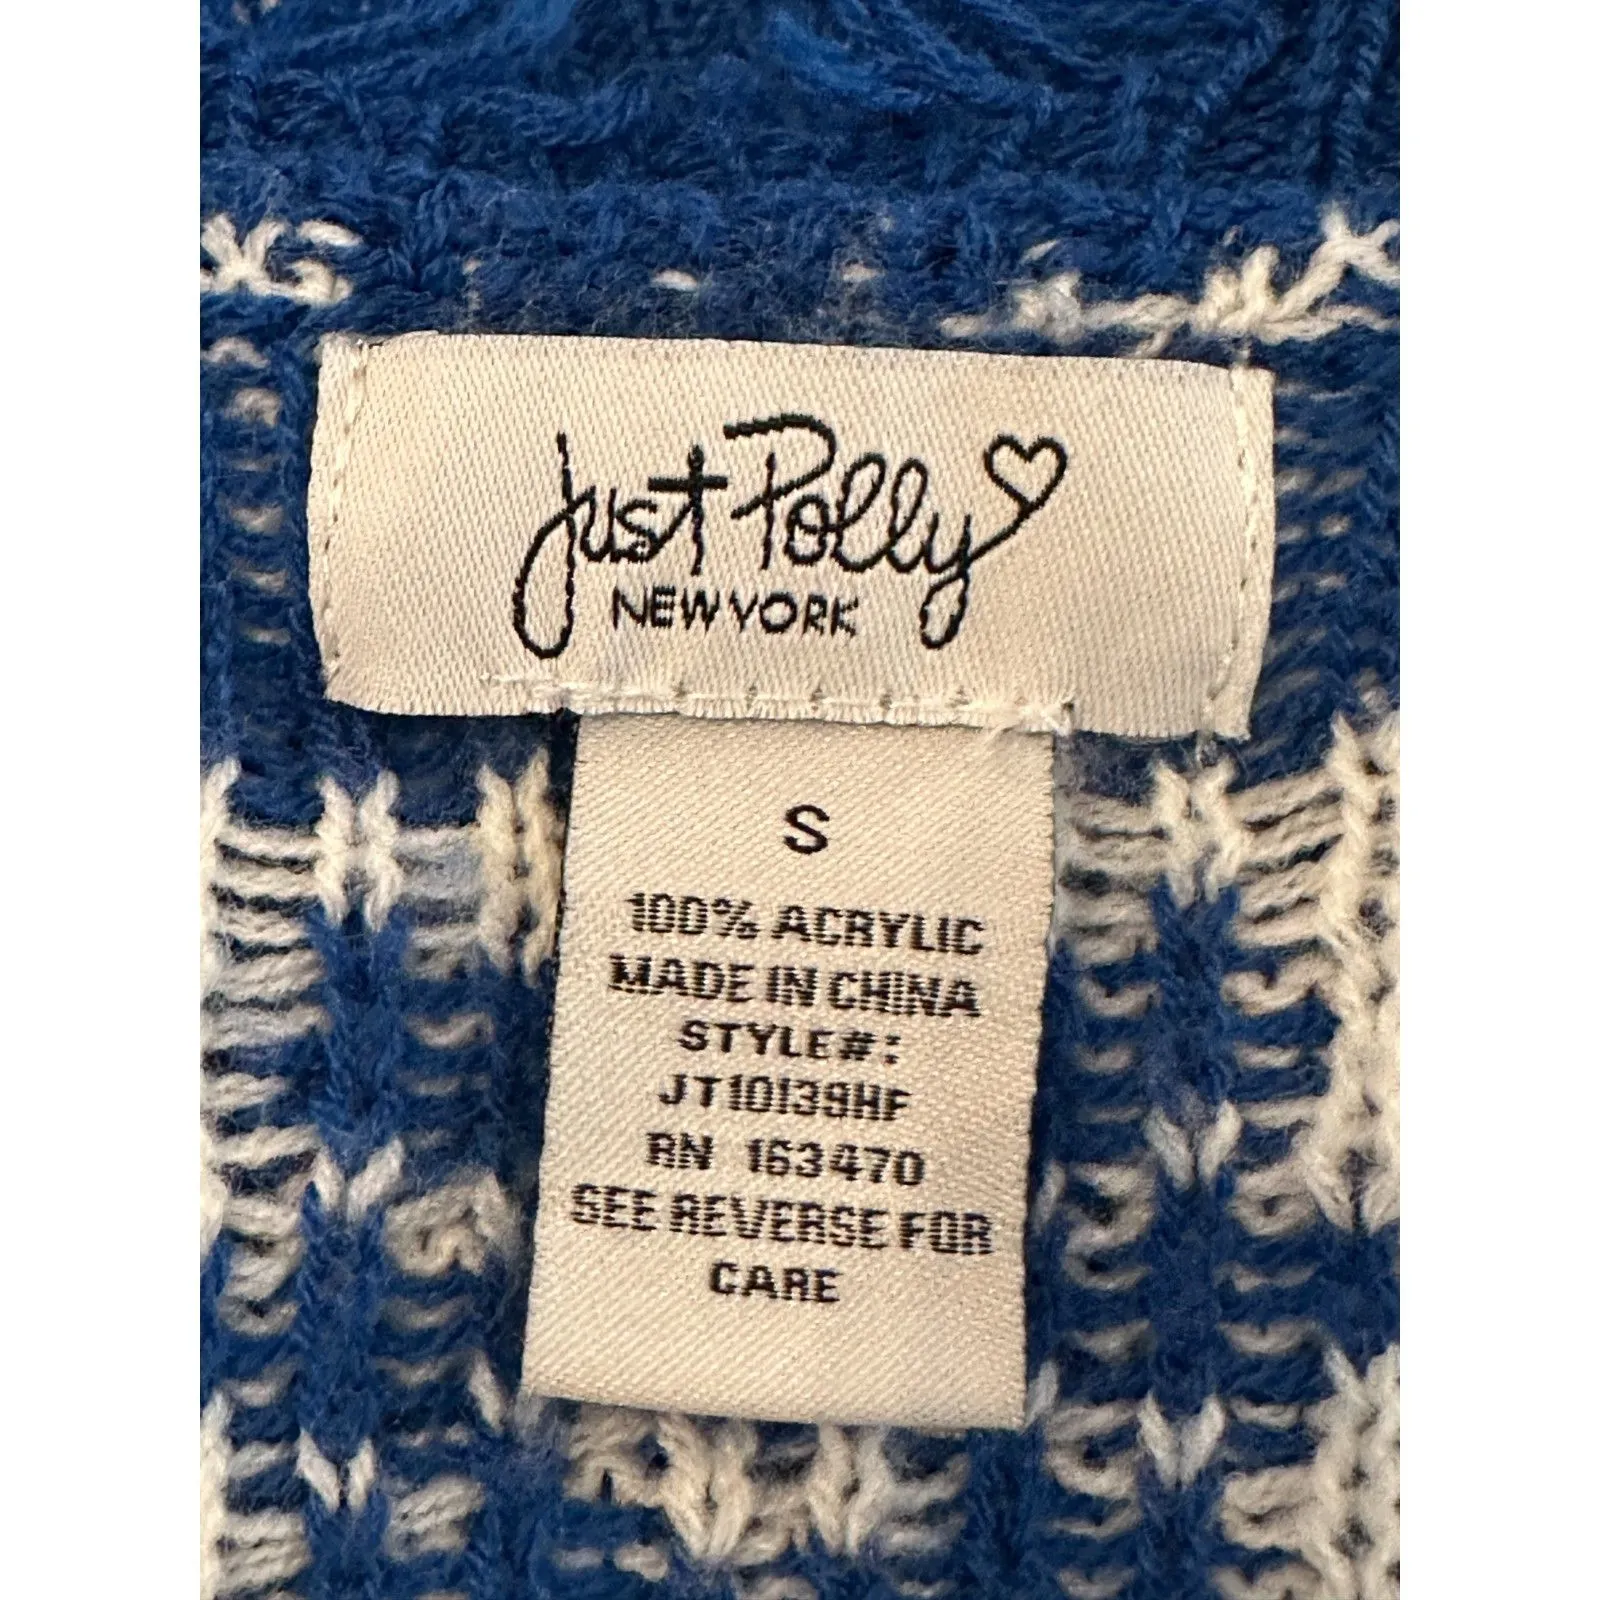 Just Polly
NEW YORK
S
100% ACRYLIC
MADE IN CHINA
STYLE#:
JT10139HF
RN 163470
SEE REVERSE FOR
CARE